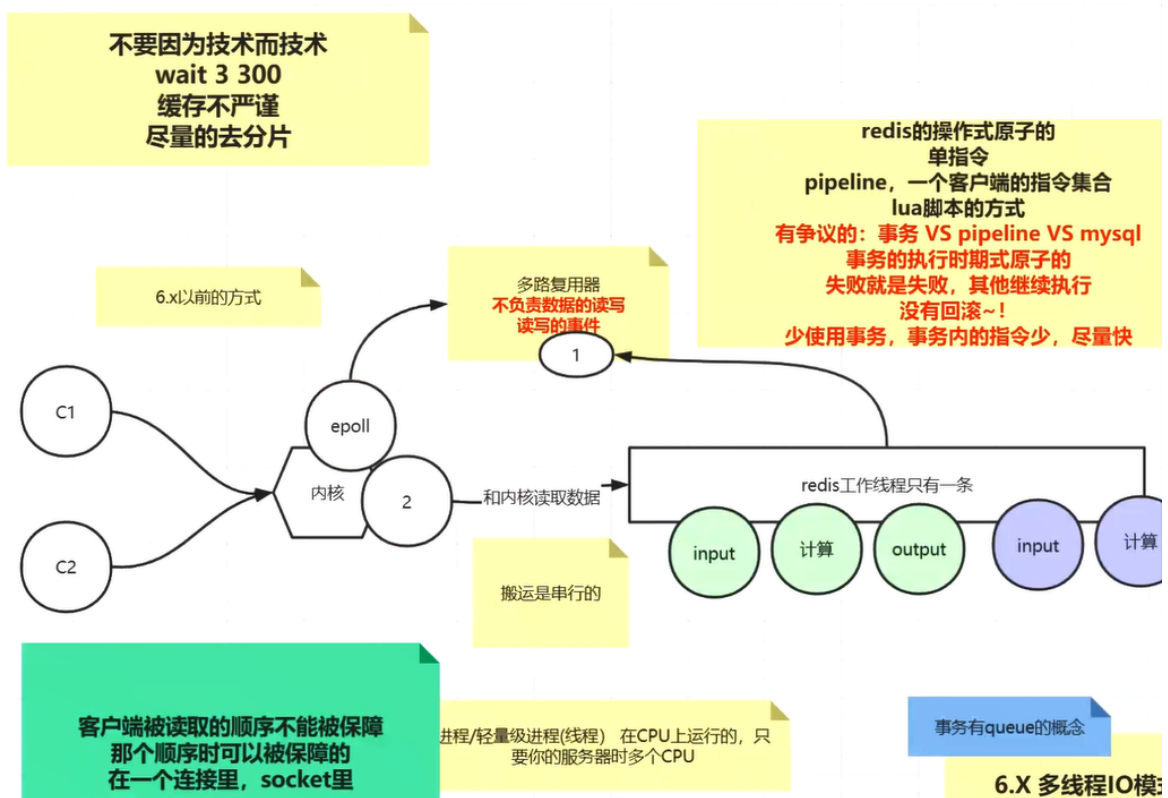 不要因为技术而技术
wait 3 300
缓存不严谨
尽量的去分片
redis的操作式原子的
单指令
pipeline，一个客户端的指令集合
lua脚本的方式
有争议的：事务 VS pipeline VS mysql
事务的执行时期式原子的
失败就是失败，其他继续执行
没有回滚~！
少使用事务，事务内的指令少，尽量快
6.x以前的方式
多路复用器
不负责数据的读写
读写的事件
1
C1
epoll
内核
2
和内核读取数据
redis工作线程只有一条
input
计算
output
input
计算
C2
搬运是串行的
客户端被读取的顺序不能被保障
那个顺序时可以被保障的
在一个连接里，socket里
进程/轻量级进程(线程） 在CPU上运行的，只
要你的服务器时多个CPU
事务有queue的概念
6.X 多线程IO模